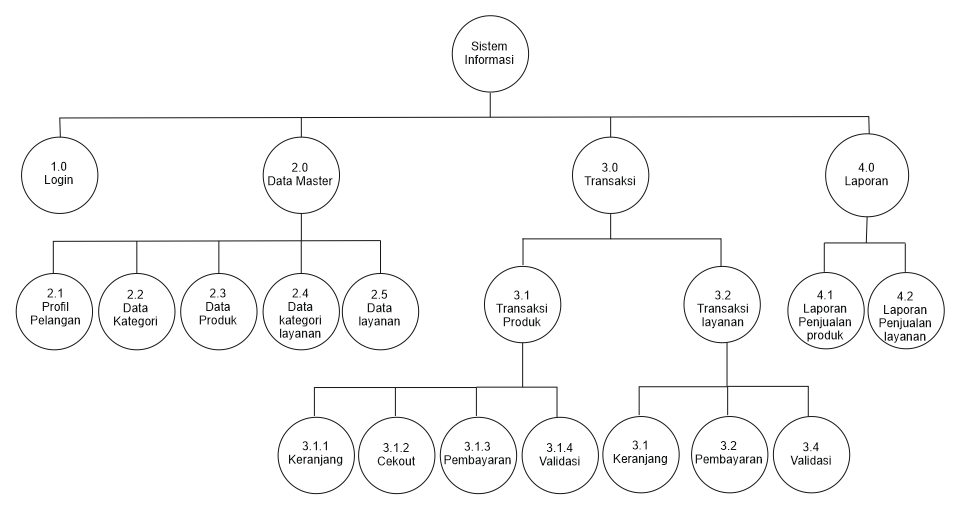 Sistem
Informasi
1.0
Login
2.0
Data Master
3.0
Transaksi
4.0
Laporan
2.1
Profil
Pelangan
2.2
Data
Kategori
2.3
Data
Produk
2.4
Data
kategori
layanan
2.5
Data
layanan
3.1
Transaksi
Produk
3.2
Transaksi
layanan
4.1
Laporan
Penjualan
produk
4.2
Laporan
Penjualan
layanan
3.1.1
Keranjang
3.1.2
Cekout
3.1.3
Pembayaran
3.1.4
Validasi
3.1
Keranjang
3.2
Pembayaran
3.4
Validasi